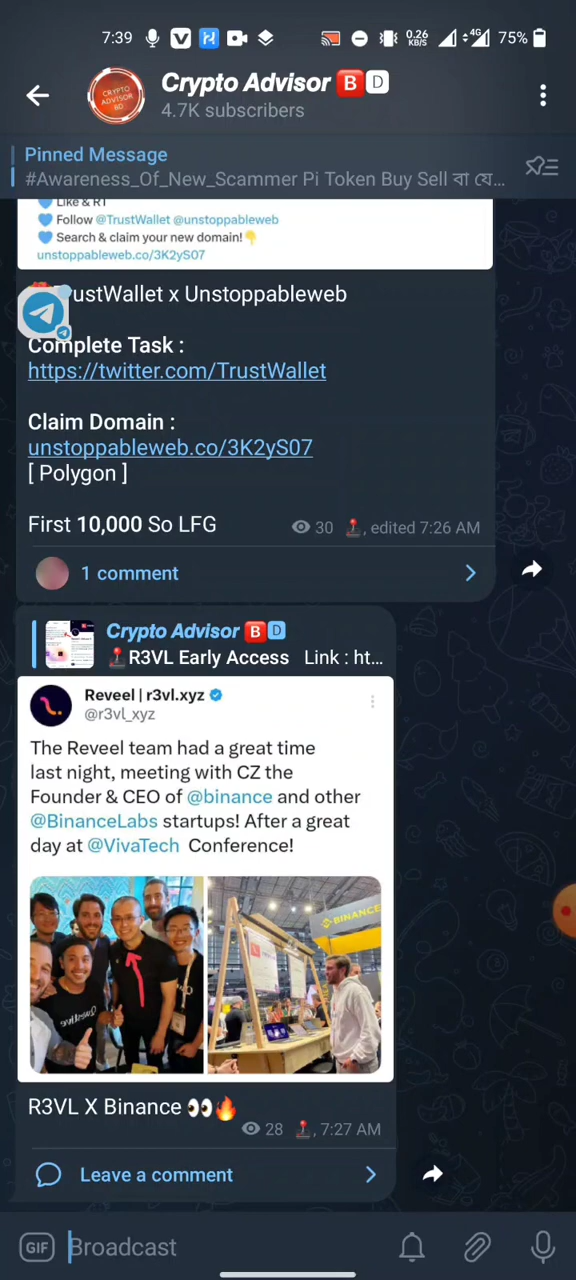 7:39
0.26 KB/S
4G
75%
Crypto Advisor 🅱🄳
4.7K subscribers
CRYPTO ADVISOR BD
Pinned Message
#Awareness_Of_New_Scammer Pi Token Buy Sell বা যে...
💙 Like & RT
💙 Follow @TrustWallet @unstoppableweb
💙 Search & claim your new domain!👇
unstoppableweb.co/3K2yS07
TrustWallet x Unstoppableweb
Complete Task :
https://twitter.com/TrustWallet
Claim Domain :
unstoppableweb.co/3K2yS07
[ Polygon ]
First 10,000 So LFG
30 🕹, edited 7:26 AM
1 comment
Crypto Advisor 🅱🄳
🕹R3VL Early Access Link : ht...
Reveel | r3vl.xyz
@r3vl_xyz
The Reveel team had a great time
last night, meeting with CZ the
Founder & CEO of @binance and other
@BinanceLabs startups! After a great
day at @VivaTech Conference!
BINANCE
R3VL X Binance 👀🔥
28 🕹, 7:27 AM
Leave a comment
GIF
Broadcast